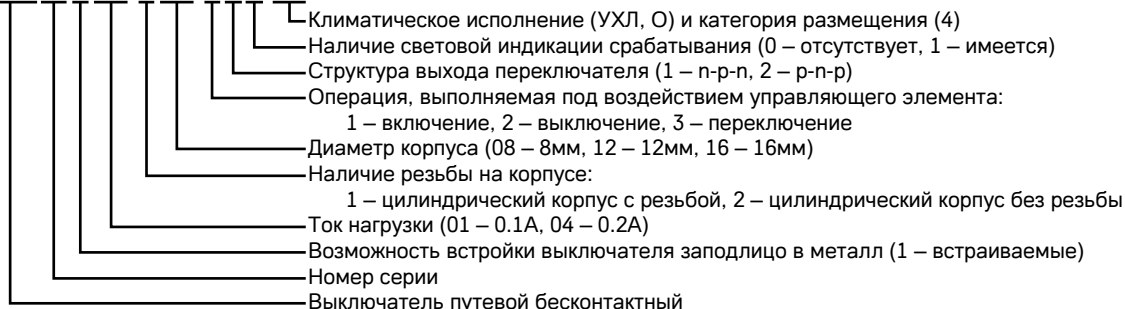 Климатическое исполнение (УХЛ, О) и категория размещения (4)
Наличие световой индикации срабатывания (0 – отсутствует, 1 – имеется)
Структура выхода переключателя (1 – n-p-n, 2 – p-n-p)
Операция, выполняемая под воздействием управляющего элемента:
1 – включение, 2 – выключение, 3 – переключение
Диаметр корпуса (08 – 8мм, 12 – 12мм, 16 – 16мм)
Наличие резьбы на корпусе:
1 – цилиндрический корпус с резьбой, 2 – цилиндрический корпус без резьбы
Ток нагрузки (01 – 0.1А, 04 – 0.2А)
Возможность встройки выключателя заподлицо в металл (1 – встраиваемые)
Номер серии
Выключатель путевой бесконтактный